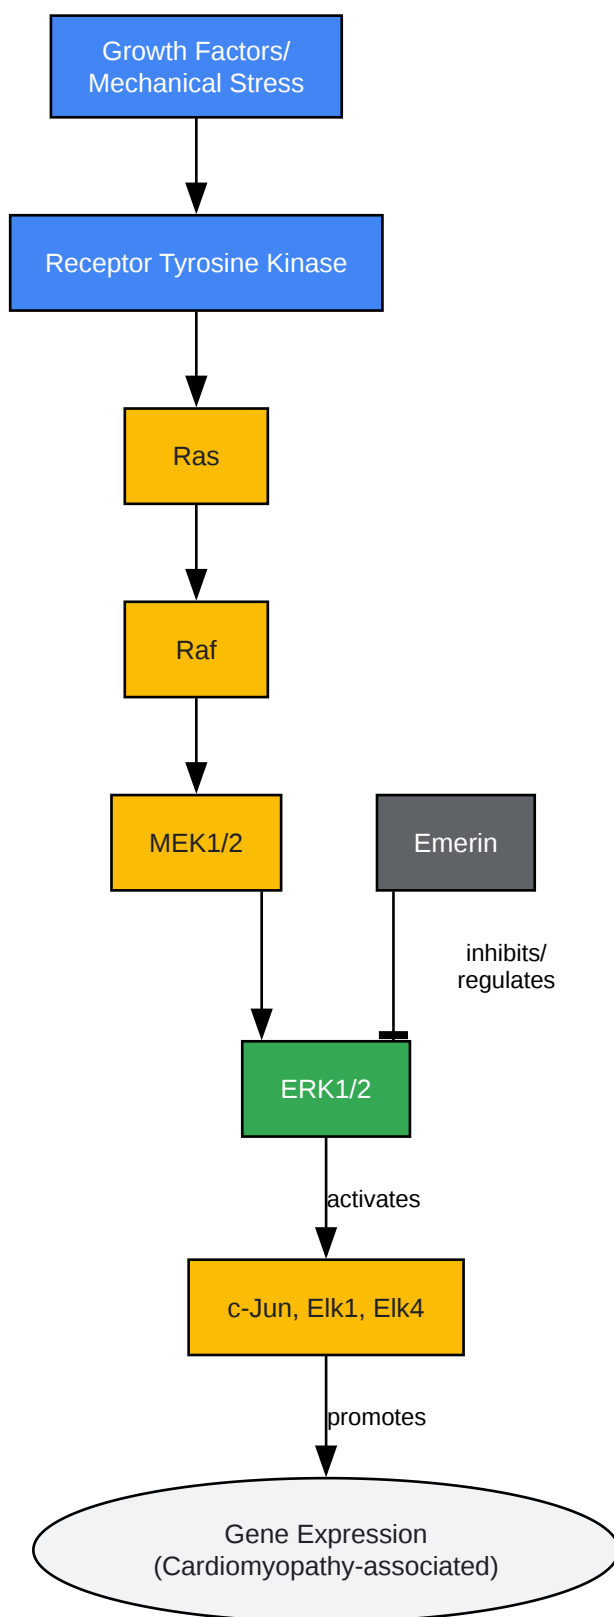 Growth Factors/
Mechanical Stress
Receptor Tyrosine Kinase
Ras
Raf
MEK1/2
Emerin
inhibits/
regulates
ERK1/2
activates
c-Jun, Elk1, Elk4
promotes
Gene Expression
(Cardiomyopathy-associated)